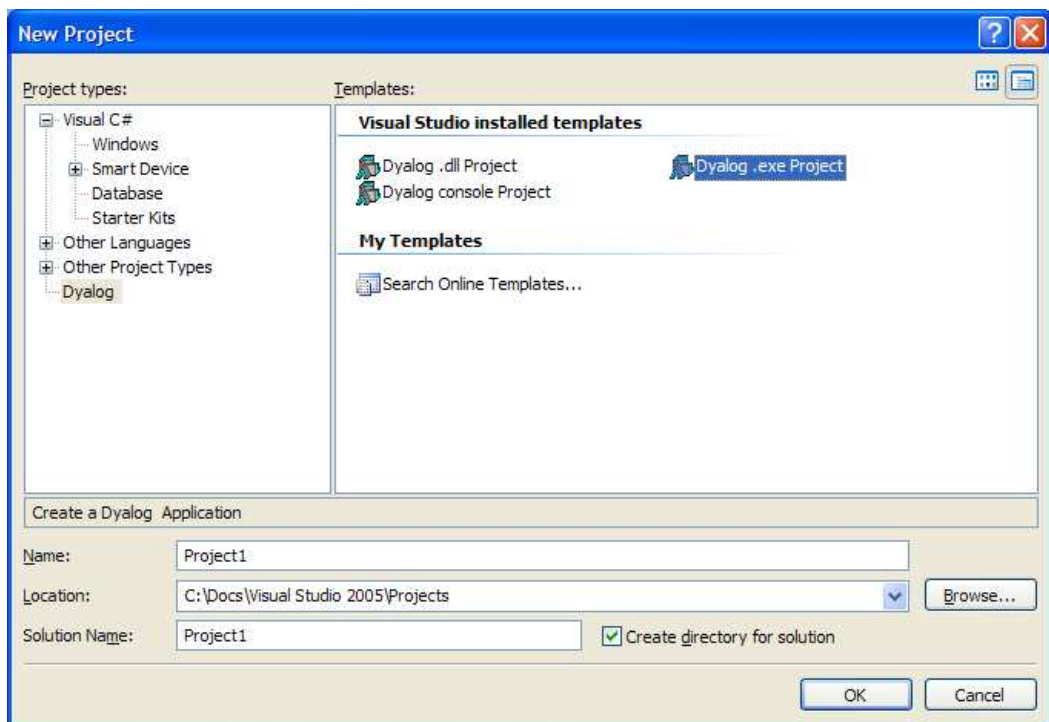 New Project
Project types:
Templates:
Visual C#
Windows
Smart Device
Database
Starter Kits
Other Languages
Other Project Types
Dyalog
Visual Studio installed templates
Dyalog .dll Project
Dyalog .exe Project
Dyalog console Project
My Templates
Search Online Templates...
Create a Dyalog Application
Name:
Project1
Location:
C:\Docs\Visual Studio 2005\Projects
Browse...
Solution Name:
Project1
Create directory for solution
OK
Cancel